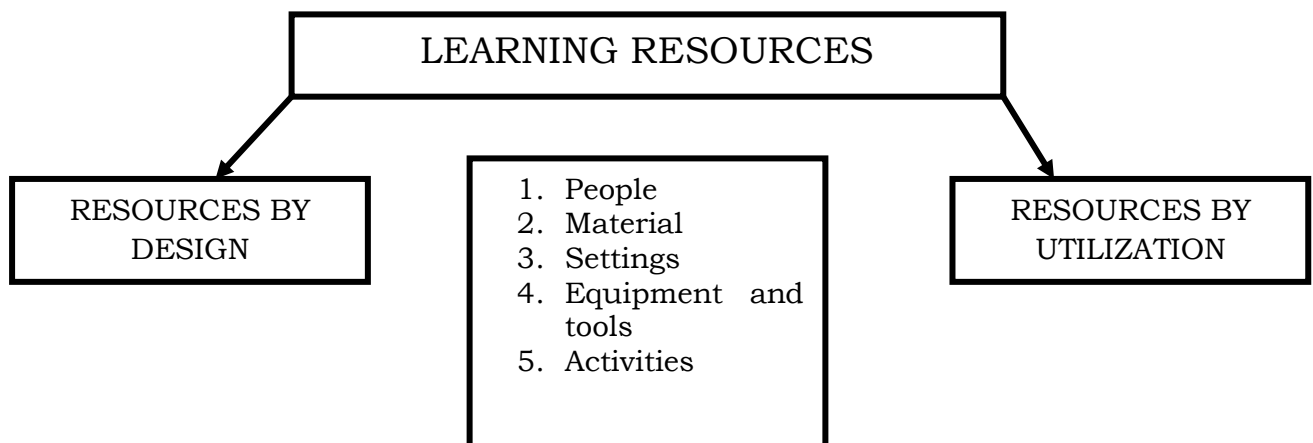 LEARNING RESOURCES
RESOURCES BY
DESIGN
1. People
2. Material
3. Settings
4. Equipment and
tools
5. Activities
RESOURCES BY
UTILIZATION